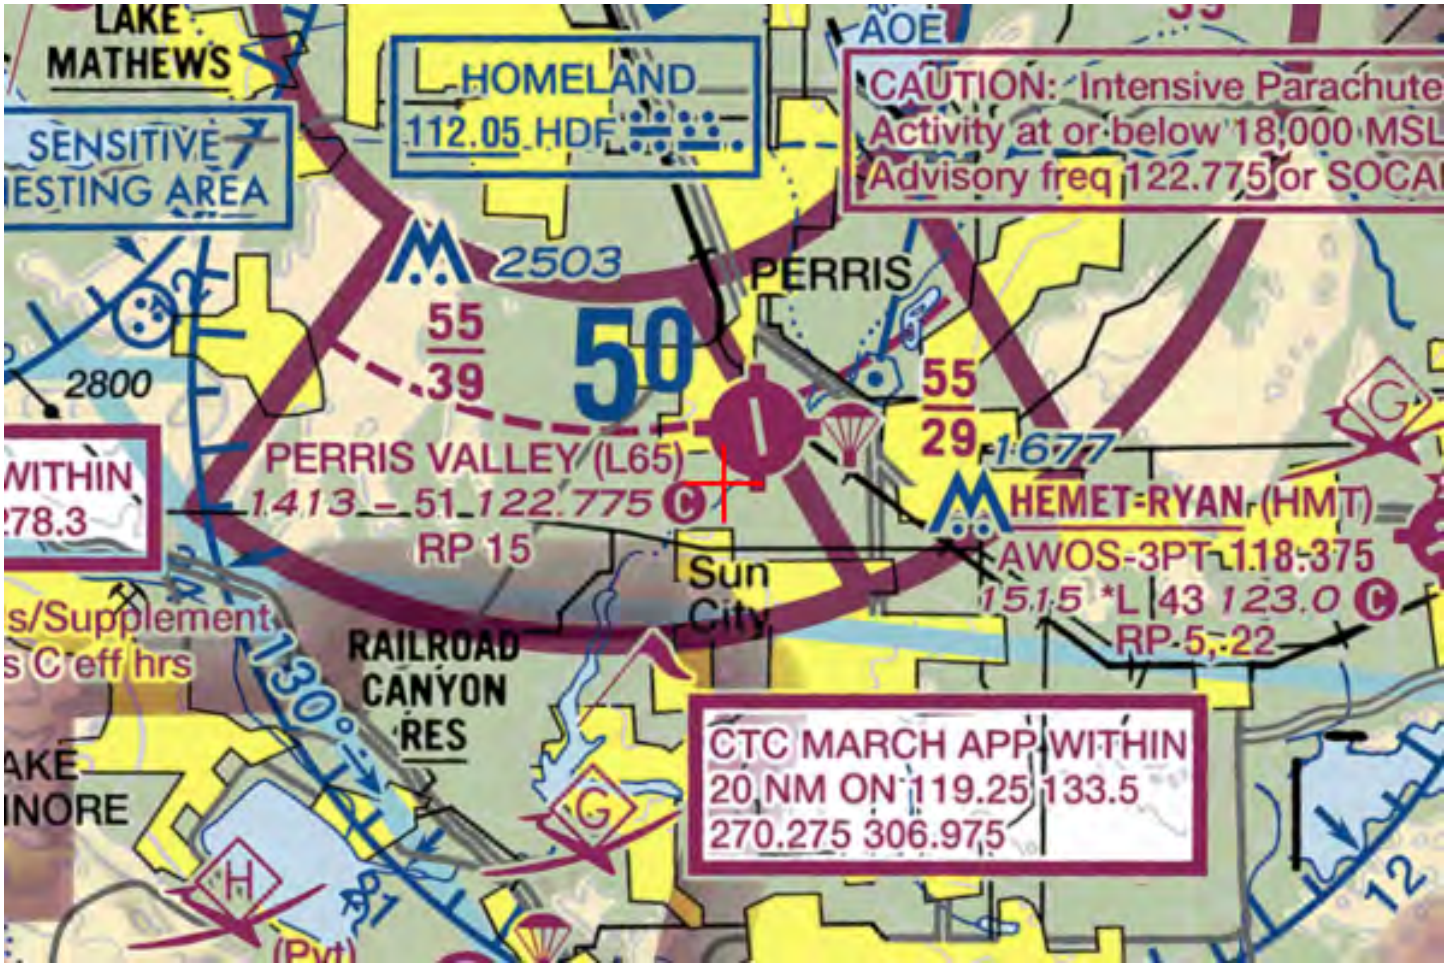 LAKE
MATHEWS
HOMELAND
112.05 HDF
AOE
CAUTION: Intensive Parachute
Activity at or below 18,000 MSL
Advisory freq 122.775 or
SENSITIVE
AREA
2503
PERRIS
55
39
50
2800
55
29
1677
G
WITHIN
278.3
PERRIS VALLEY (L65)
1413 – 51 122.775 C
RP 15
HEMET-RYAN (HMT)
AWOS-3PT 118.375
1515 *L 43 123.0 C
RP 5, 22
Sun
City
s/Supplement
s C eff hrs
130°
RAILROAD
CANYON
RES
CTC MARCH APP WITHIN
20 NM ON 119.25 133.5
270.275 306.975
G
H
12
(Pvt)